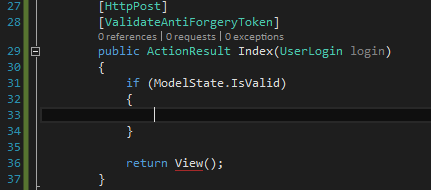 27 [HttpPost]
28 [ValidateAntiForgeryToken]
0 references | 0 requests | 0 exceptions
29 public ActionResult Index(UserLogin login)
30 {
31 if (ModelState.IsValid)
32 {
33
34 }
35
36 return View();
37 }